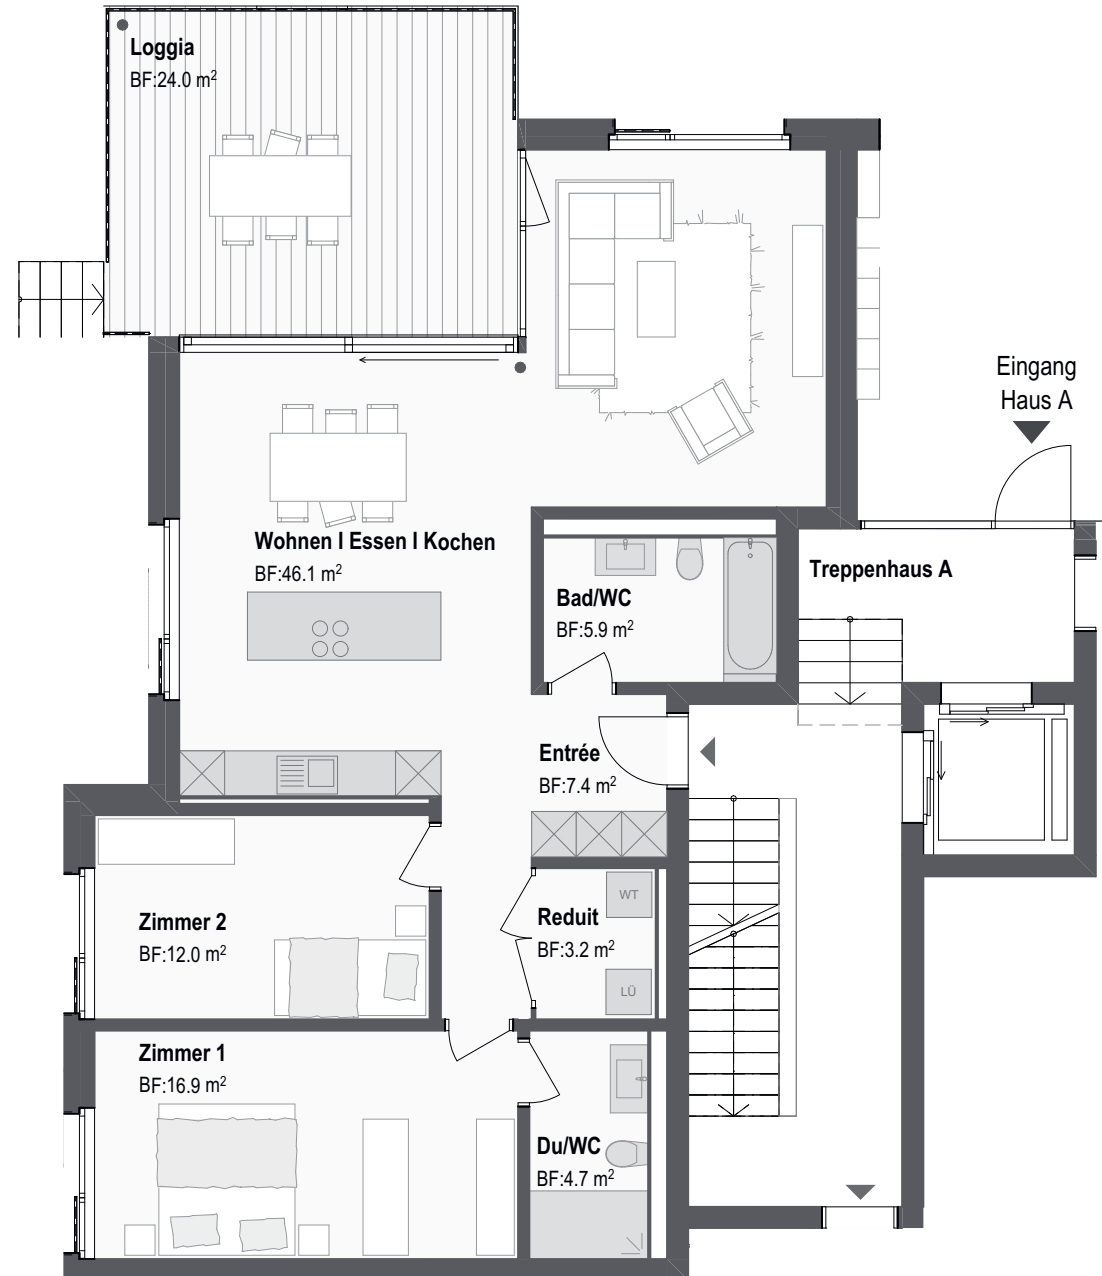 Loggia
BF:24.0 m²
Eingang
Haus A
Wohnen I Essen I Kochen
BF:46.1 m²
Treppenhaus A
Bad/WC
BF:5.9 m²
Entrée
BF:7.4 m²
WT
Reduit
BF:3.2 m²
Zimmer 2
BF:12.0 m²
LÜ
Zimmer 1
BF:16.9 m²
Du/WC
BF:4.7 m²